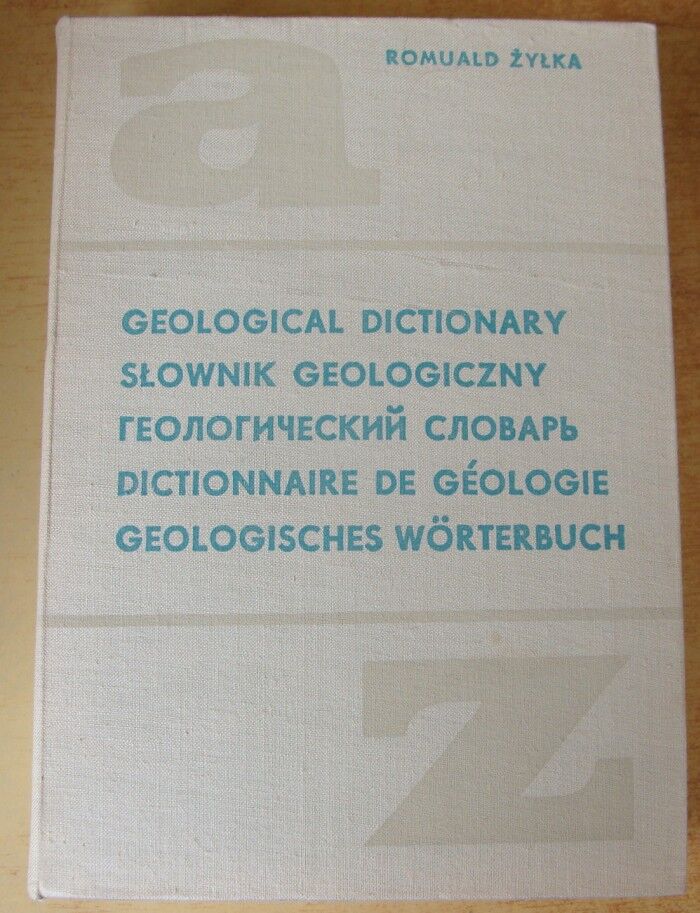 a
ROMUALD ŻYŁKA
GEOLOGICAL DICTIONARY
SŁOWNIK GEOLOGICZNY
ГЕОЛОГИЧЕСКИЙ СЛОВАРЬ
DICTIONNAIRE DE GÉOLOGIE
GEOLOGISCHES WÖRTERBUCH
z